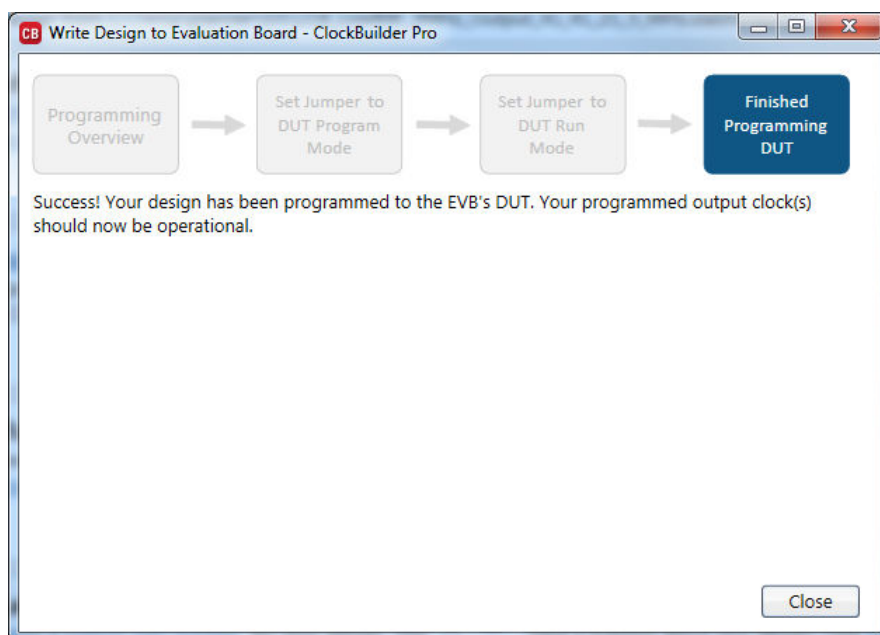 CB Write Design to Evaluation Board - ClockBuilder Pro
Programming
Overview
Set Jumper to
DUT Program
Mode
Set Jumper to
DUT Run
Mode
Finished
Programming
DUT
Success! Your design has been programmed to the EVB's DUT. Your programmed output clock(s)
should now be operational.
Close